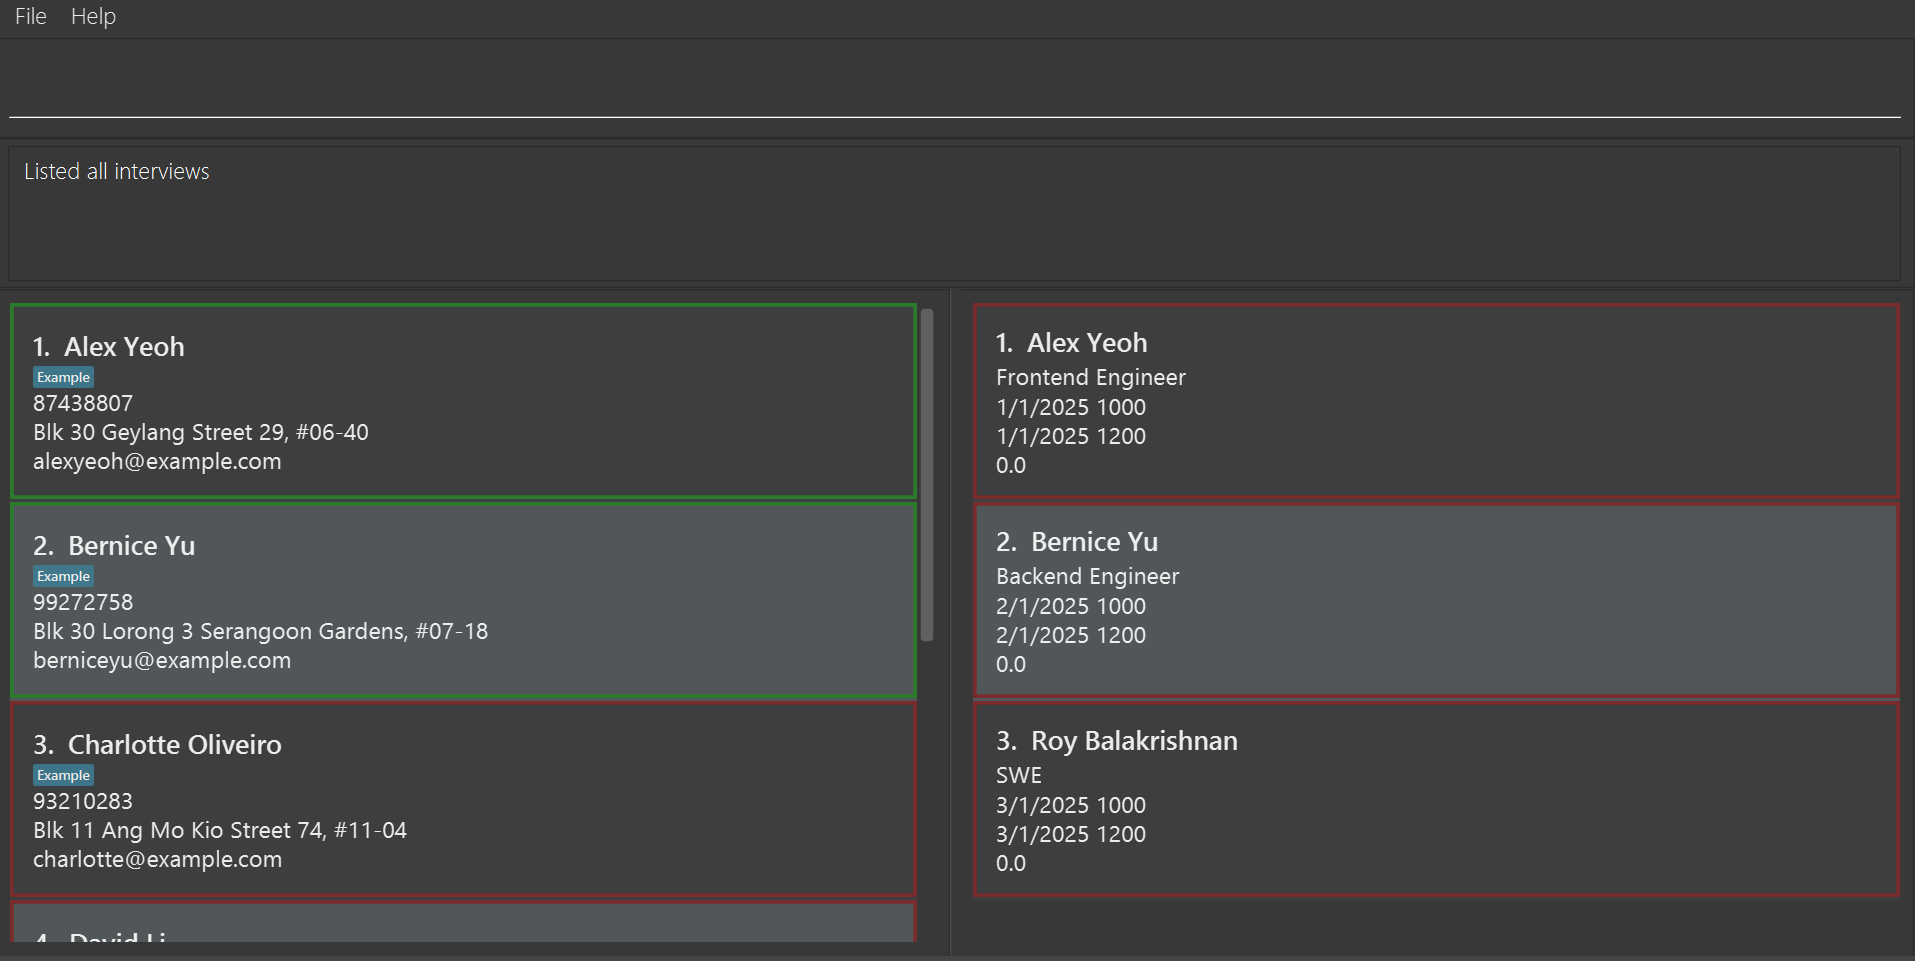 File Help
Listed all interviews
1. Alex Yeoh
Example
87438807
Blk 30 Geylang Street 29, #06-40
alexyeoh@example.com
2. Bernice Yu
Example
99272758
Blk 30 Lorong 3 Serangoon Gardens, #07-18
berniceyu@example.com
3. Charlotte Oliveiro
Example
93210283
Blk 11 Ang Mo Kio Street 74, #11-04
charlotte@example.com
4. David Li
1. Alex Yeoh
Frontend Engineer
1/1/2025 1000
1/1/2025 1200
0.0
2. Bernice Yu
Backend Engineer
2/1/2025 1000
2/1/2025 1200
0.0
3. Roy Balakrishnan
SWE
3/1/2025 1000
3/1/2025 1200
0.0